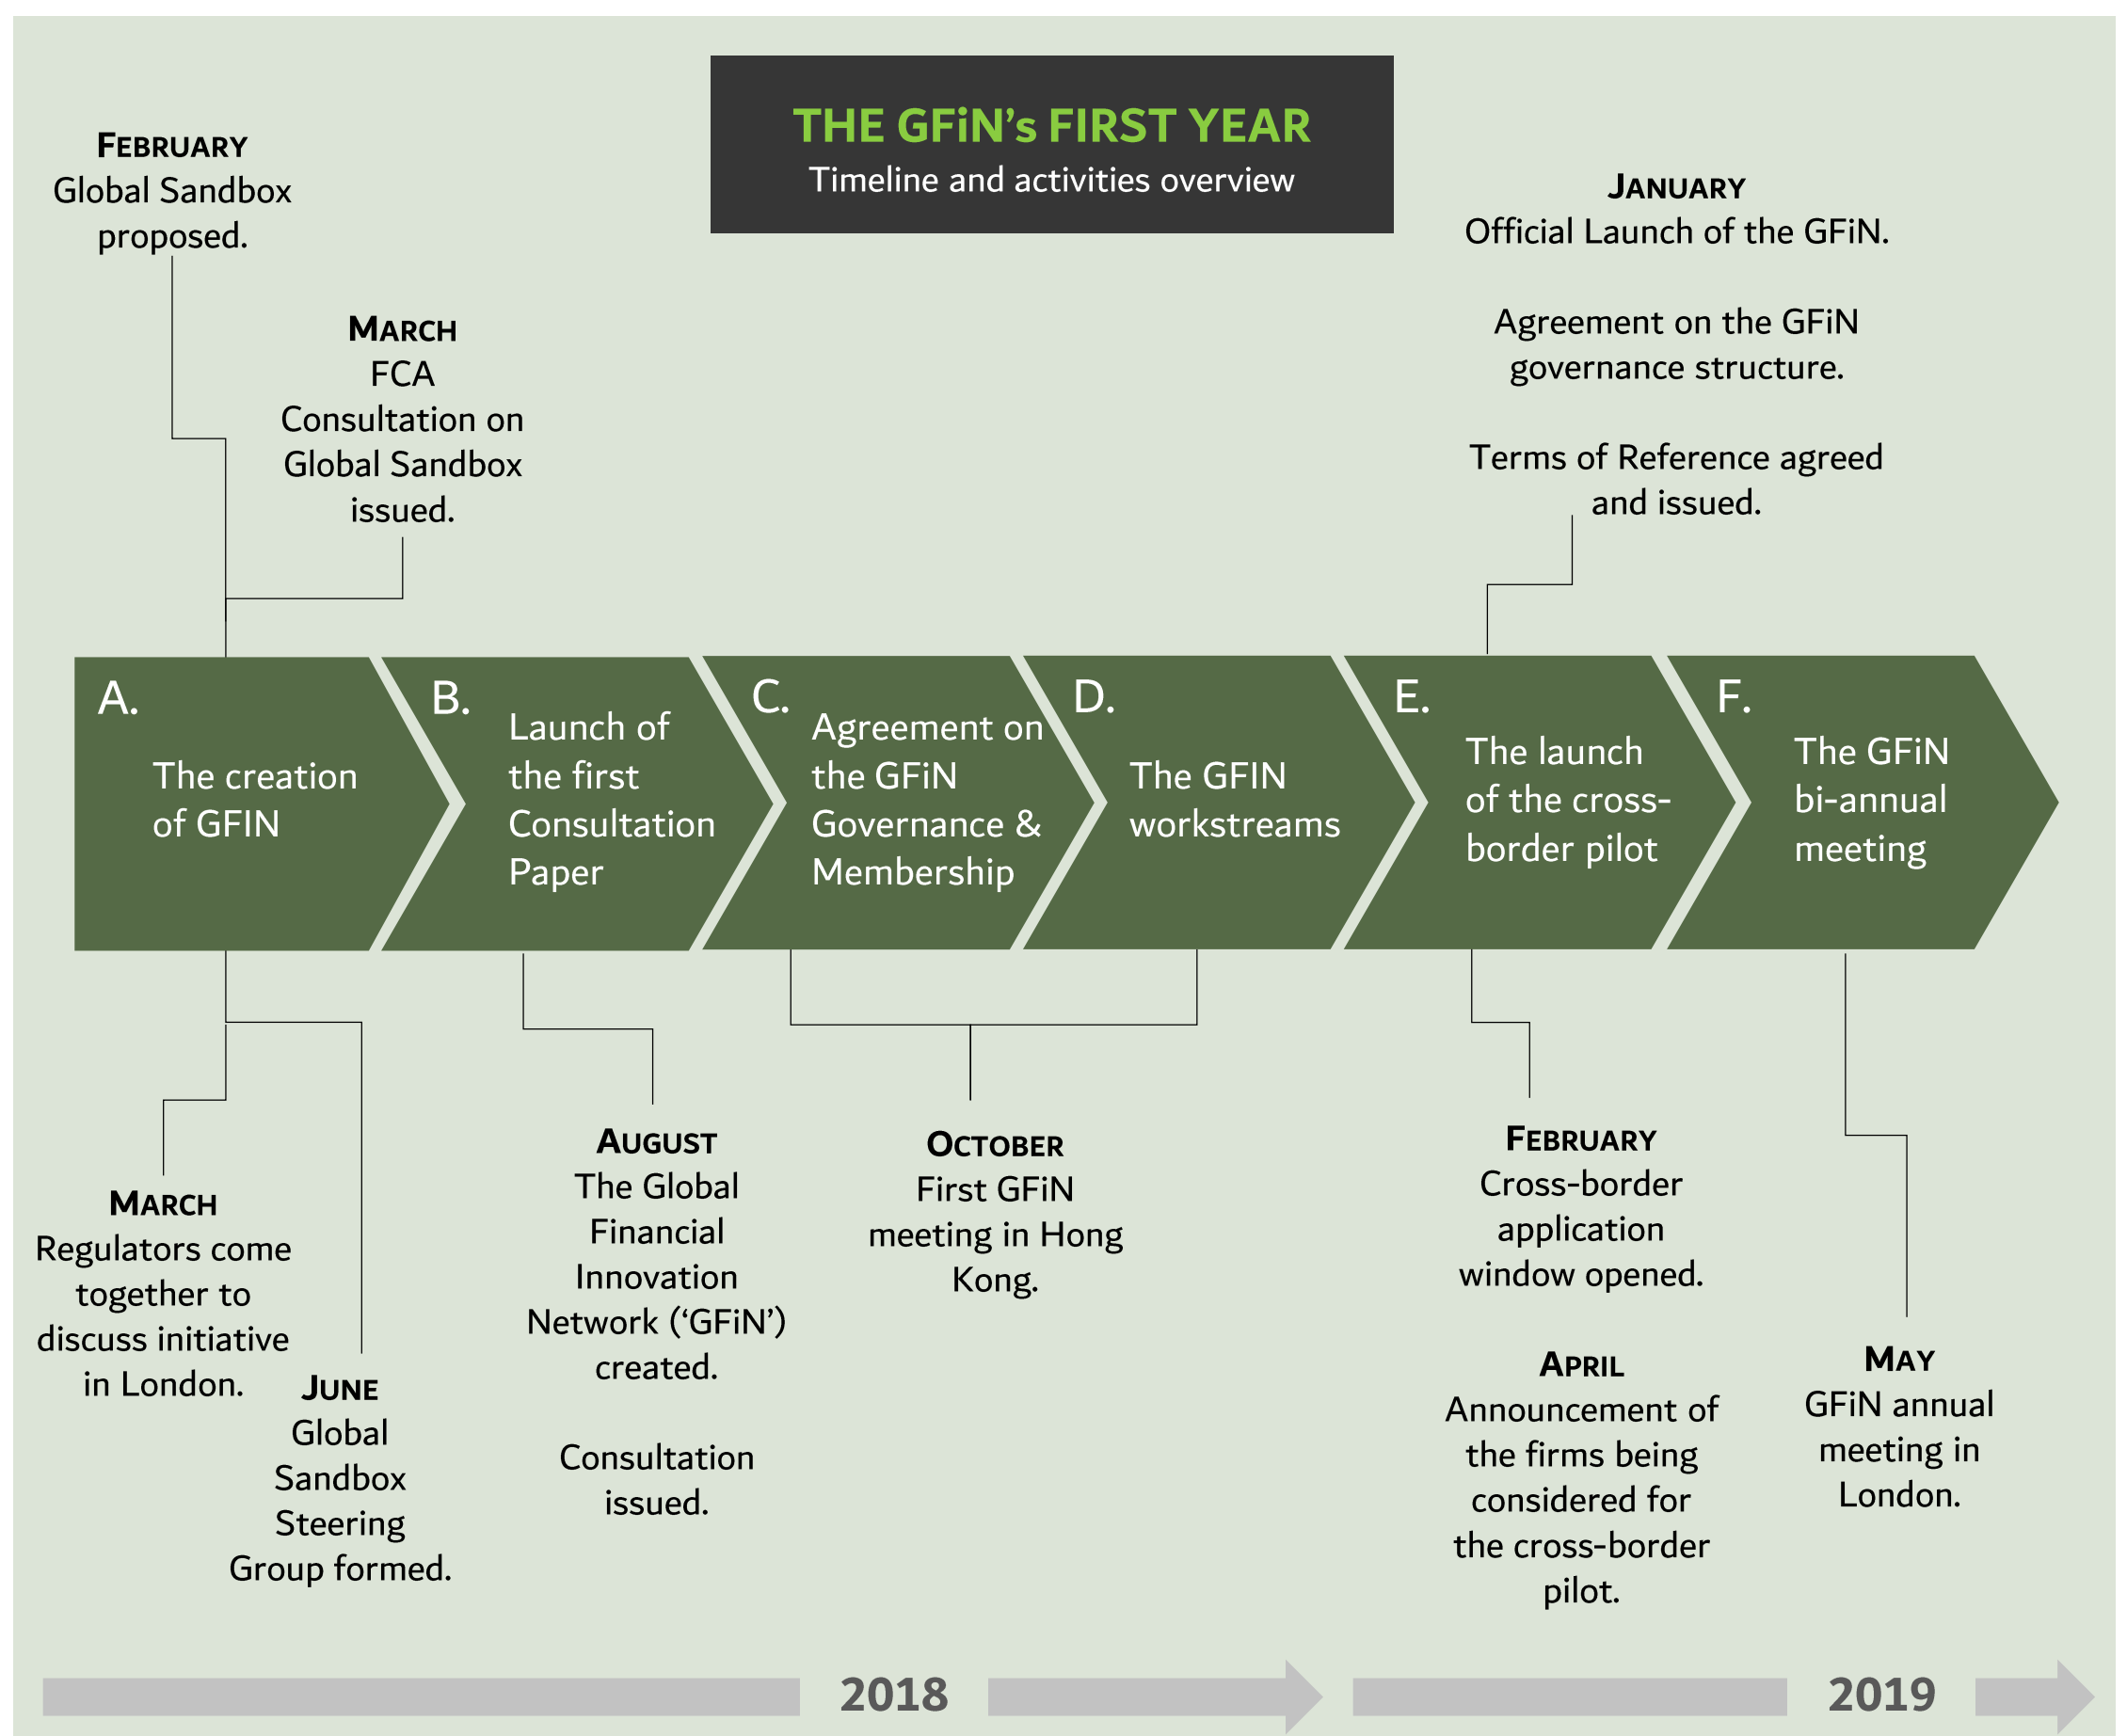 THE GFiN's FIRST YEAR
Timeline and activities overview
FEBRUARY
Global Sandbox
proposed.
MARCH
FCA
Consultation on
Global Sandbox
issued.
JANUARY
Official Launch of the GFiN.
Agreement on the GFiN
governance structure.
Terms of Reference agreed
and issued.
A.
The creation
of GFIN
B.
Launch of
the first
Consultation
Paper
C.
Agreement on
the GFiN
Governance &
Membership
D.
The GFIN
workstreams
E.
The launch
of the cross-
border pilot
F.
The GFiN
bi-annual
meeting
MARCH
Regulators come
together to
discuss initiative
in London.
JUNE
Global
Sandbox
Steering
Group formed.
AUGUST
The Global
Financial
Innovation
Network (‘GFiN’)
created.
Consultation
issued.
OCTOBER
First GFiN
meeting in Hong
Kong.
FEBRUARY
Cross-border
application
window opened.
APRIL
Announcement of
the firms being
considered for
the cross-border
pilot.
MAY
GFiN annual
meeting in
London.
2018
2019